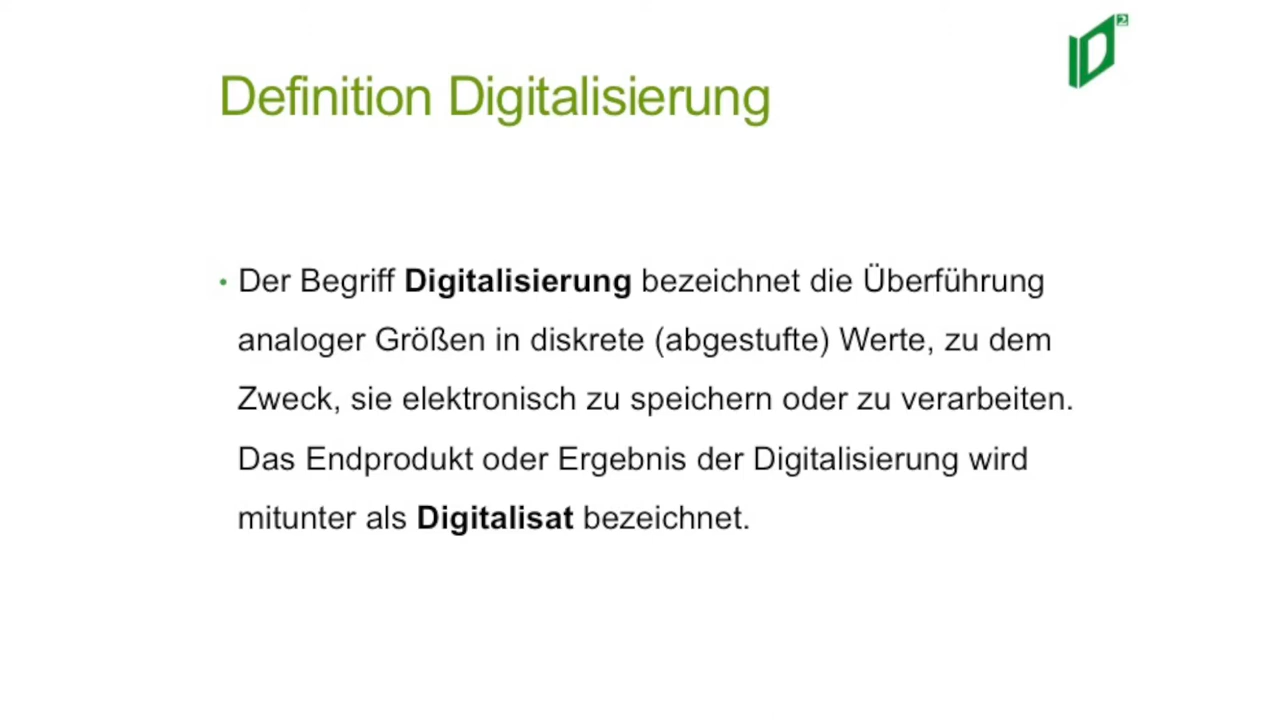 Definition Digitalisierung
D2
• Der Begriff Digitalisierung bezeichnet die Überführung
analoger Größen in diskrete (abgestufte) Werte, zu dem
Zweck, sie elektronisch zu speichern oder zu verarbeiten.
Das Endprodukt oder Ergebnis der Digitalisierung wird
mitunter als Digitalisat bezeichnet.